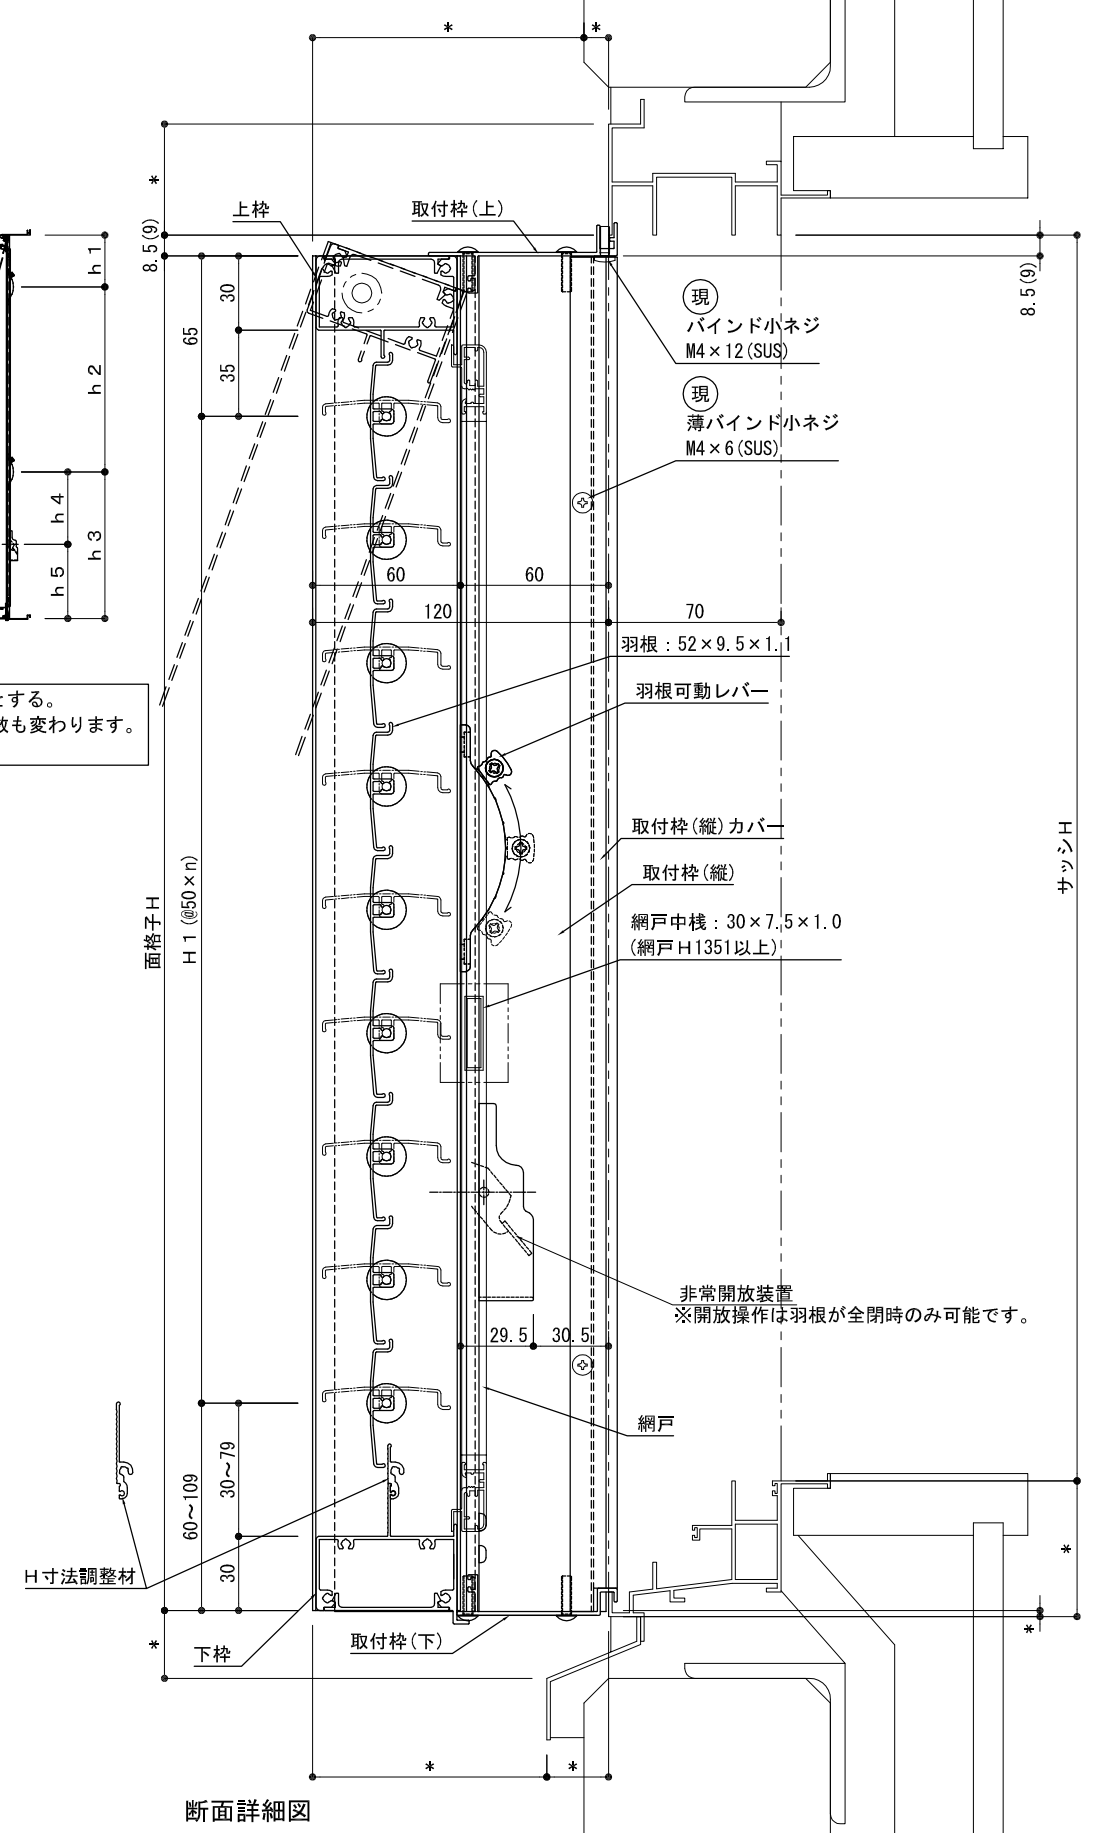 *
*
*
上枠
取付枠(上)
8.5(9)
h1
h2
h3
h4
h5
30
65
35
現
バインド小ネジ
M4×12(SUS)
現
薄バインド小ネジ
M4×6(SUS)
8.5(9)
60
60
120
70
羽根：52×9.5×1.1
羽根可動レバー
とする。
数も変わります。
取付枠(縦)カバー
取付枠(縦)
網戸中桟：30×7.5×1.0
(網戸H1351以上)
面格子H
H1(@50×n)
サッシH
非常開放装置
※開放操作は羽根が全閉時のみ可能です。
29.5
30.5
網戸
60～109
30～79
30
H寸法調整材
下枠
取付枠(下)
*
*
*
*
*
断面詳細図